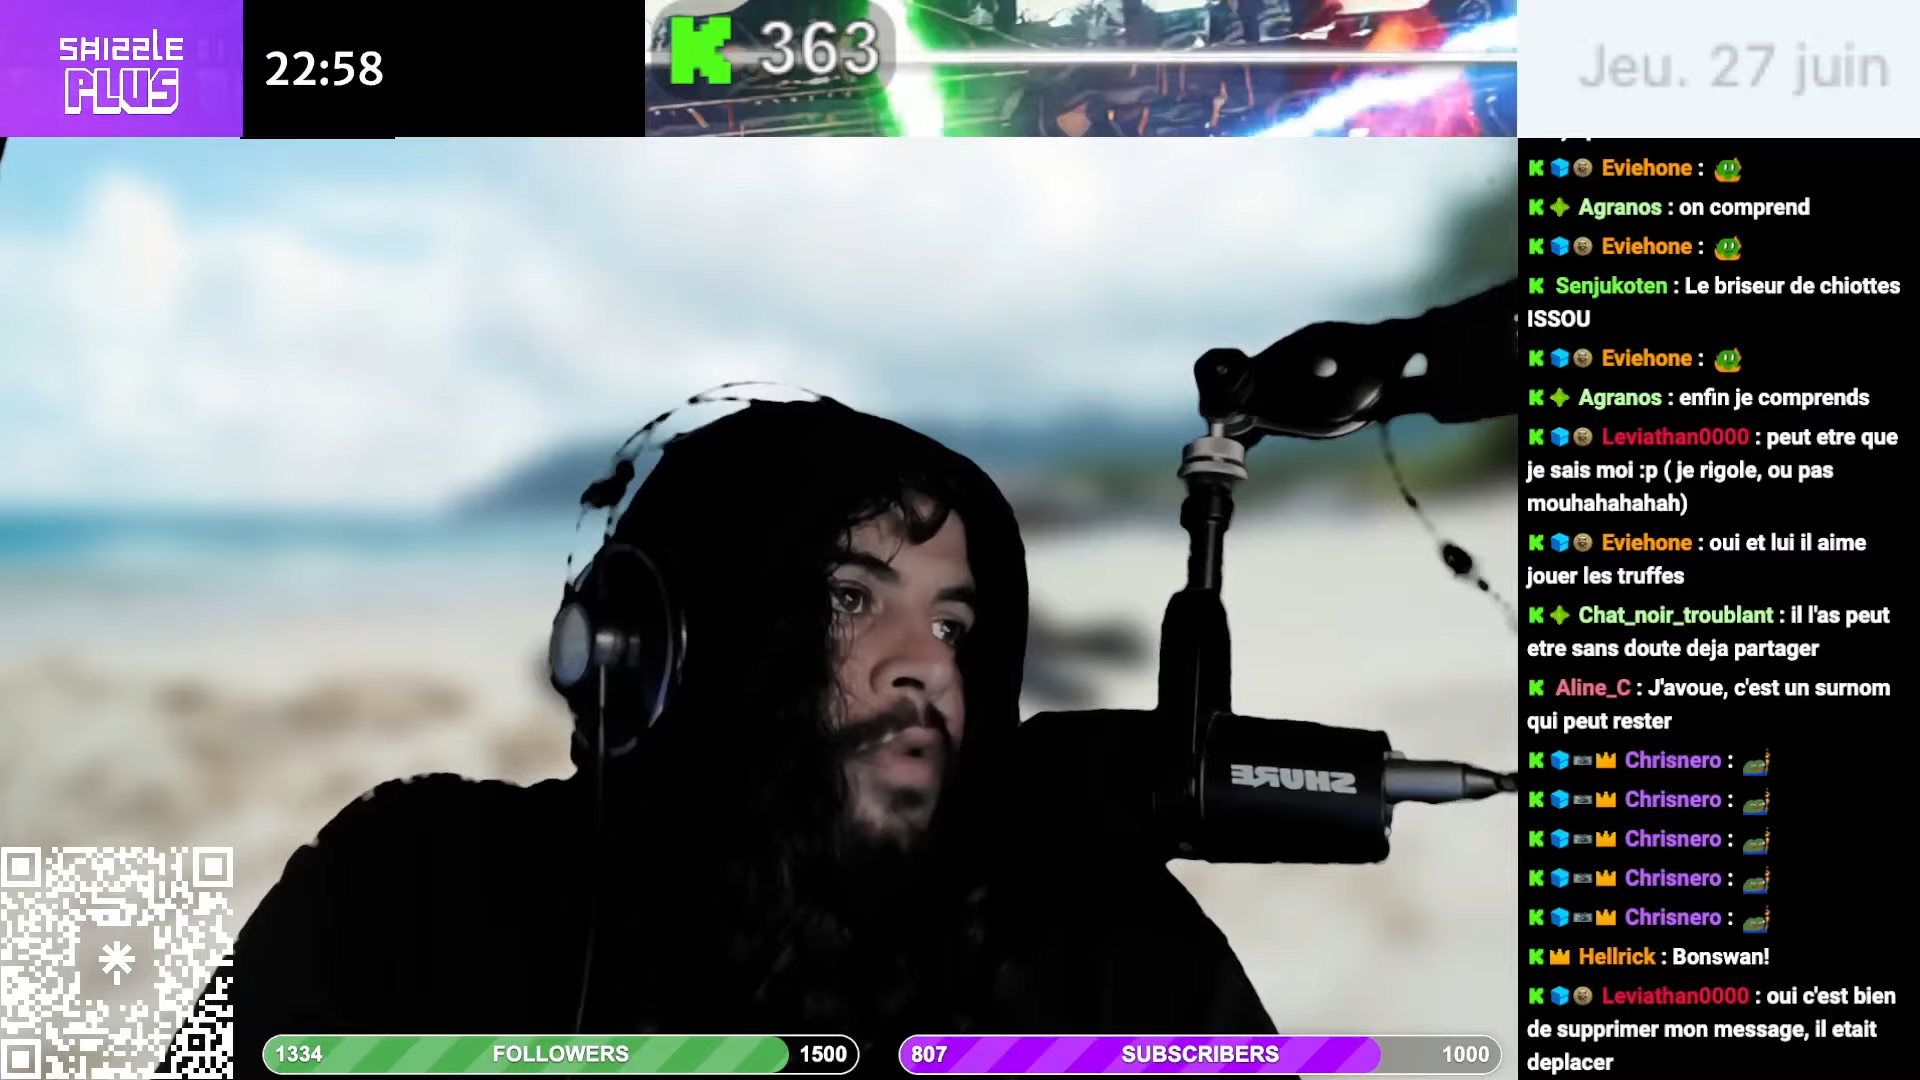 SHIZZLE
PLUS
22:58
K 363
Jeu. 27 juin
Eviehone :
Agranos : on comprend
Eviehone :
Senjukoten : Le briseur de chiottes
ISSOU
Eviehone :
Agranos : enfin je comprends
Leviathan0000 : peut etre que
je sais moi :p ( je rigole, ou pas
mouhahahahah)
Eviehone : oui et lui il aime
jouer les truffes
Chat_noir_troublant : il l'as peut
etre sans doute deja partager
Aline_C : J'avoue, c'est un surnom
qui peut rester
Chrisnero :
Chrisnero :
Chrisnero :
Chrisnero :
Chrisnero :
Hellrick : Bonswan!
Leviathan0000 : oui c'est bien
de supprimer mon message, il etait
deplacer
SHURE
1334 FOLLOWERS 1500
807 SUBSCRIBERS 1000